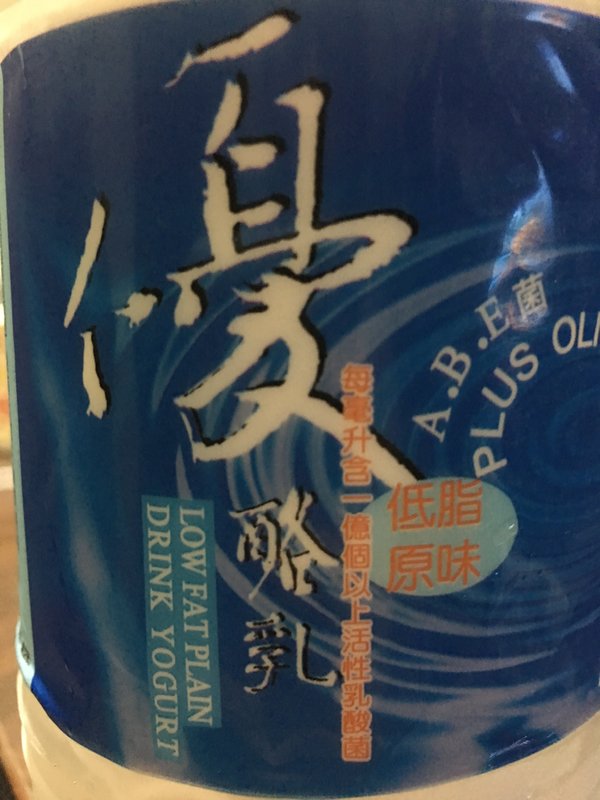 優
酪乳
LOW FAT PLAIN
DRINK YOGURT
每毫升含一億個以上活性乳酸菌
A.B.E菌
PLUS
低脂
原味